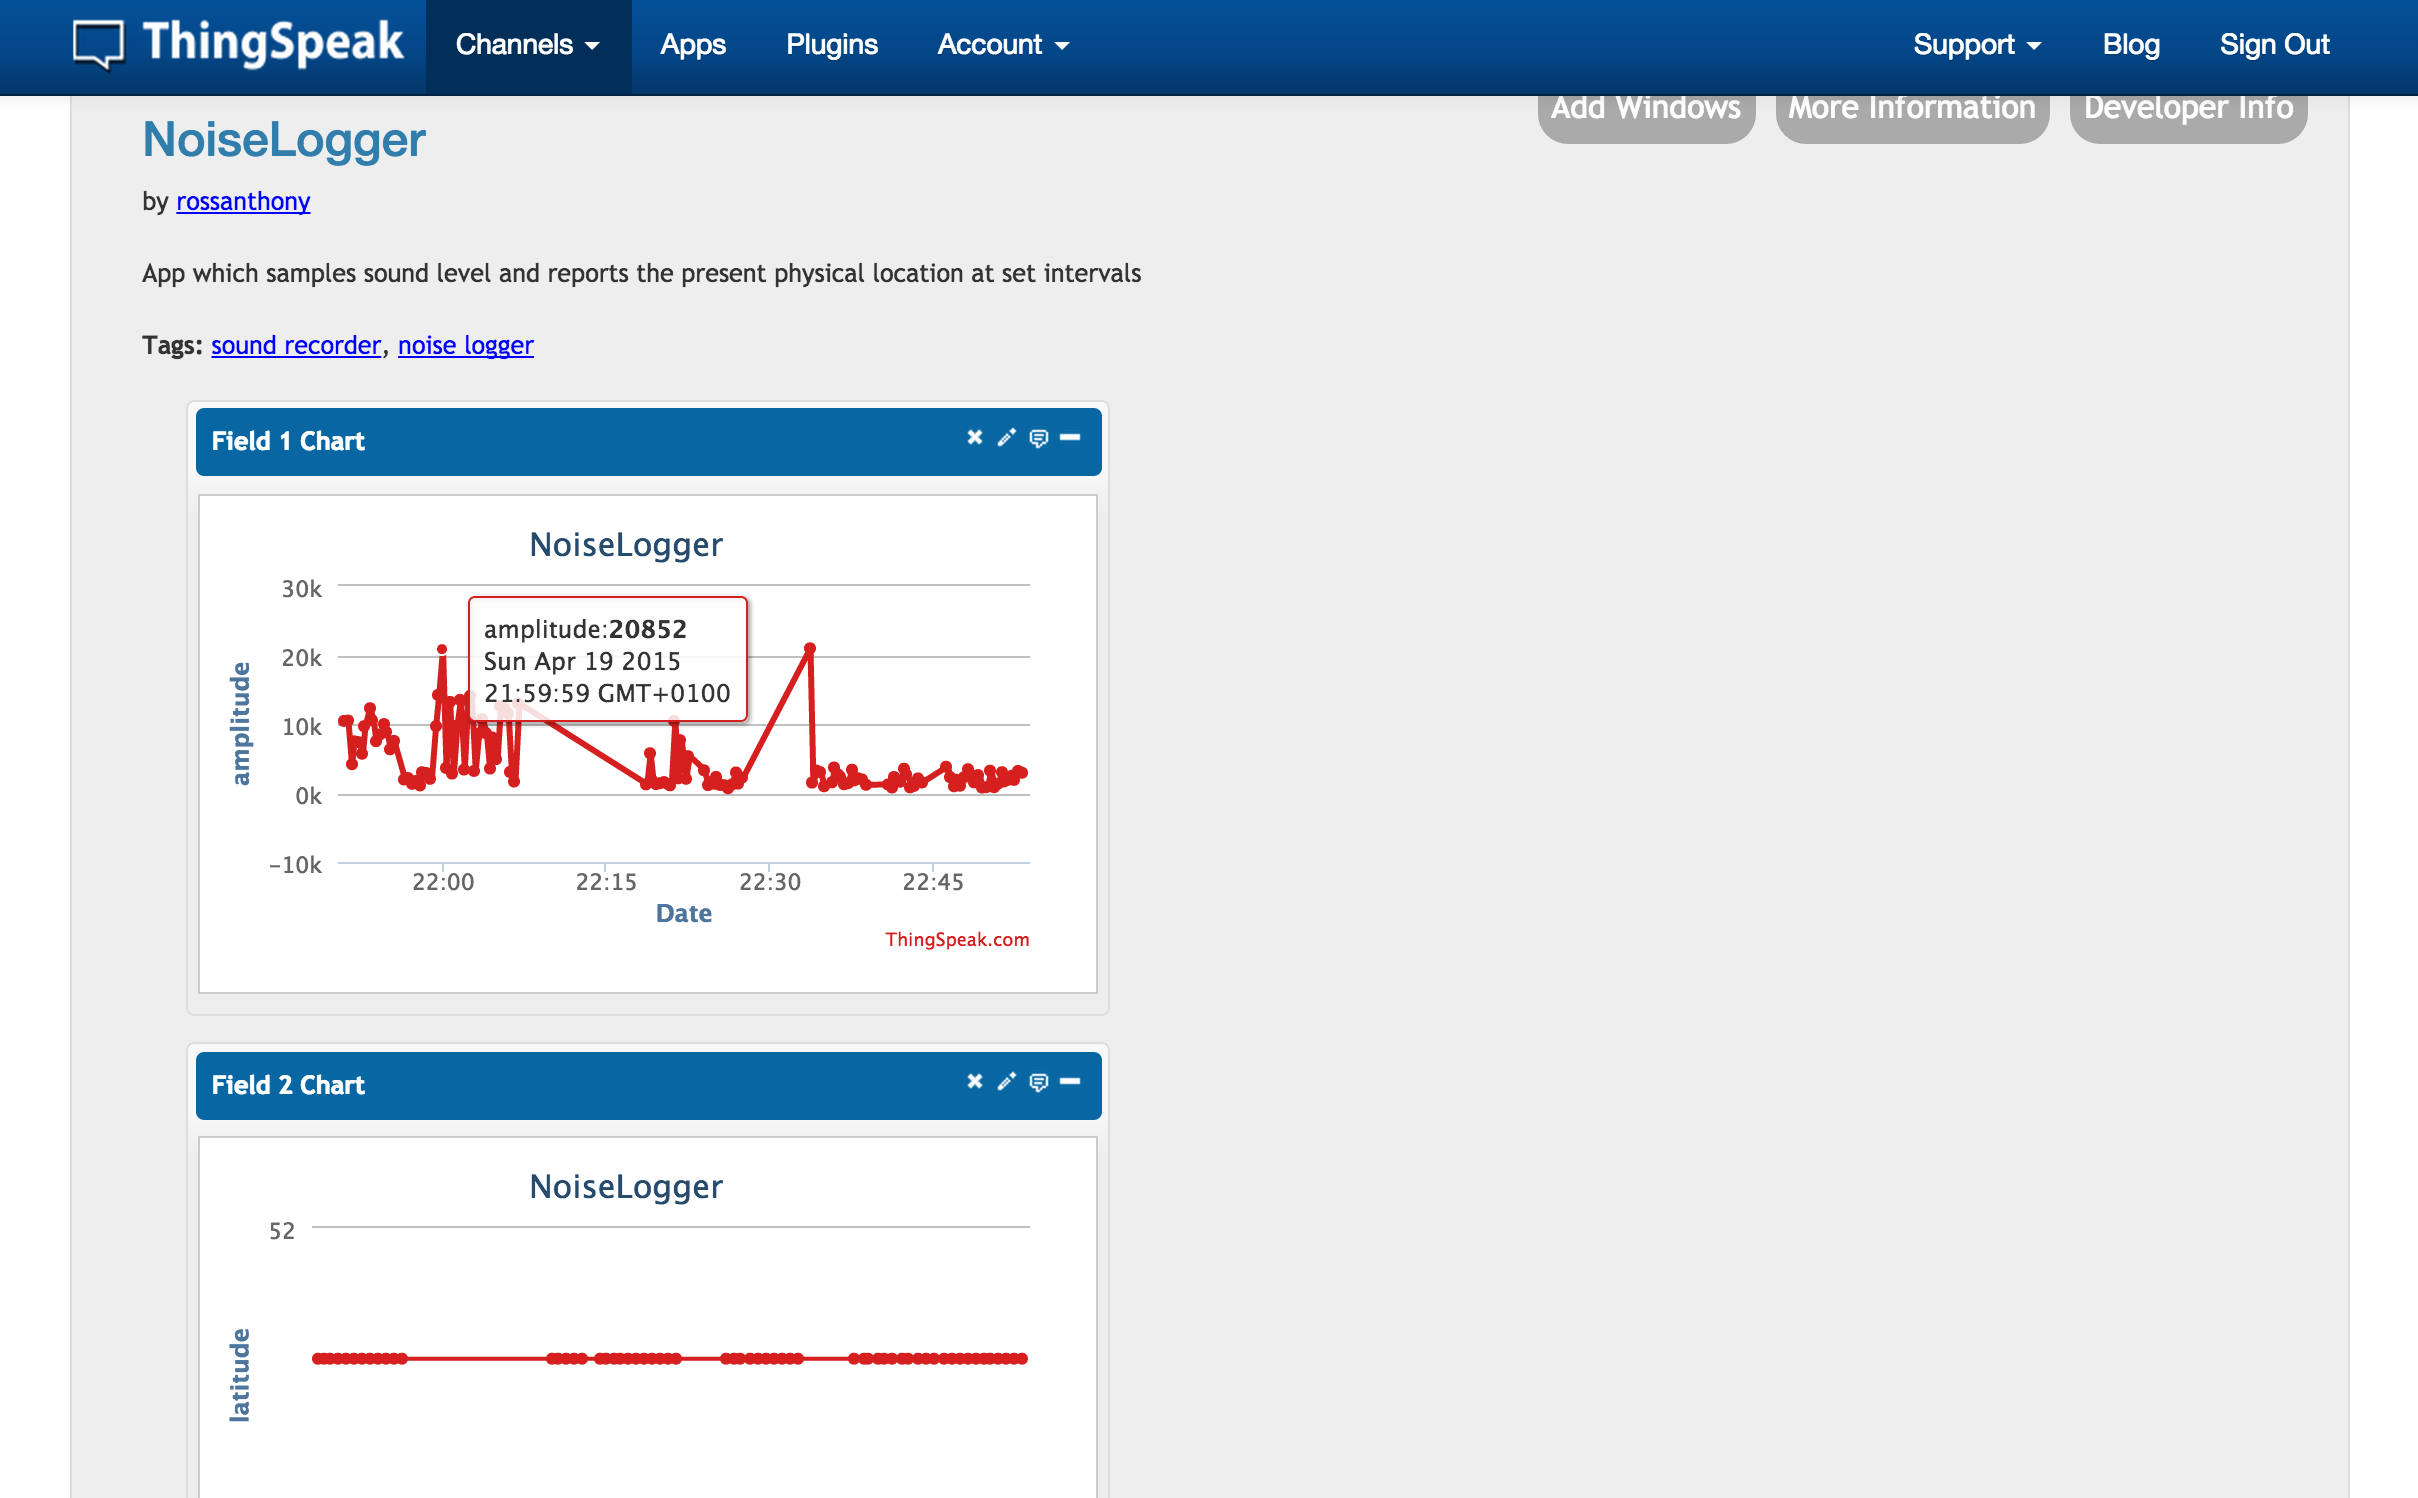 ThingSpeak Channels Apps Plugins Account Support Blog Sign Out
Add Windows More Information Developer Info
NoiseLogger
by rossanthony
App which samples sound level and reports the present physical location at set intervals
Tags: sound recorder, noise logger
Field 1 Chart
NoiseLogger
30k
20k
10k
0k
−10k
amplitude
amplitude:20852
Sun Apr 19 2015
21:59:59 GMT+0100
22:00 22:15 22:30 22:45
Date
ThingSpeak.com
Field 2 Chart
NoiseLogger
52
latitude